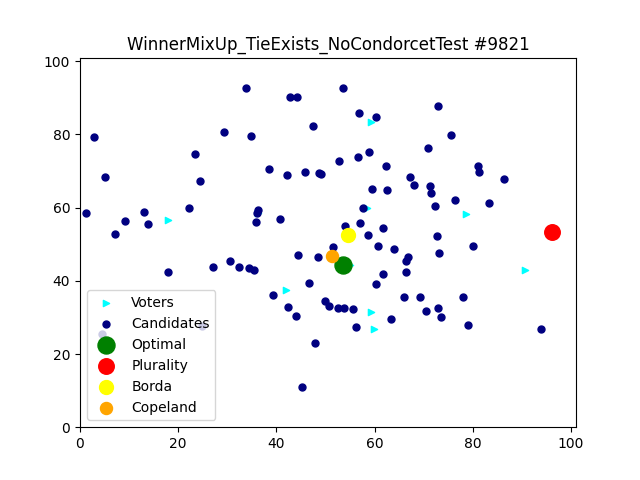 WinnerMixUp_TieExists_NoCondorcetTest #9821
100
80
60
40
20
0
Voters
Candidates
Optimal
Plurality
Borda
Copeland
0 20 40 60 80 100